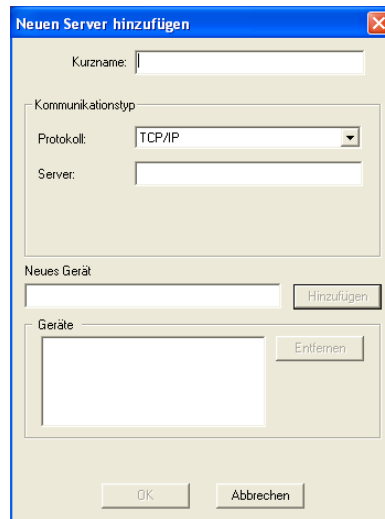 Neuen Server hinzufügen
Kurzname:
Kommunikationstyp
Protokoll: TCP/IP
Server:
Neues Gerät
Hinzufügen
Geräte
Entfernen
OK Abbrechen